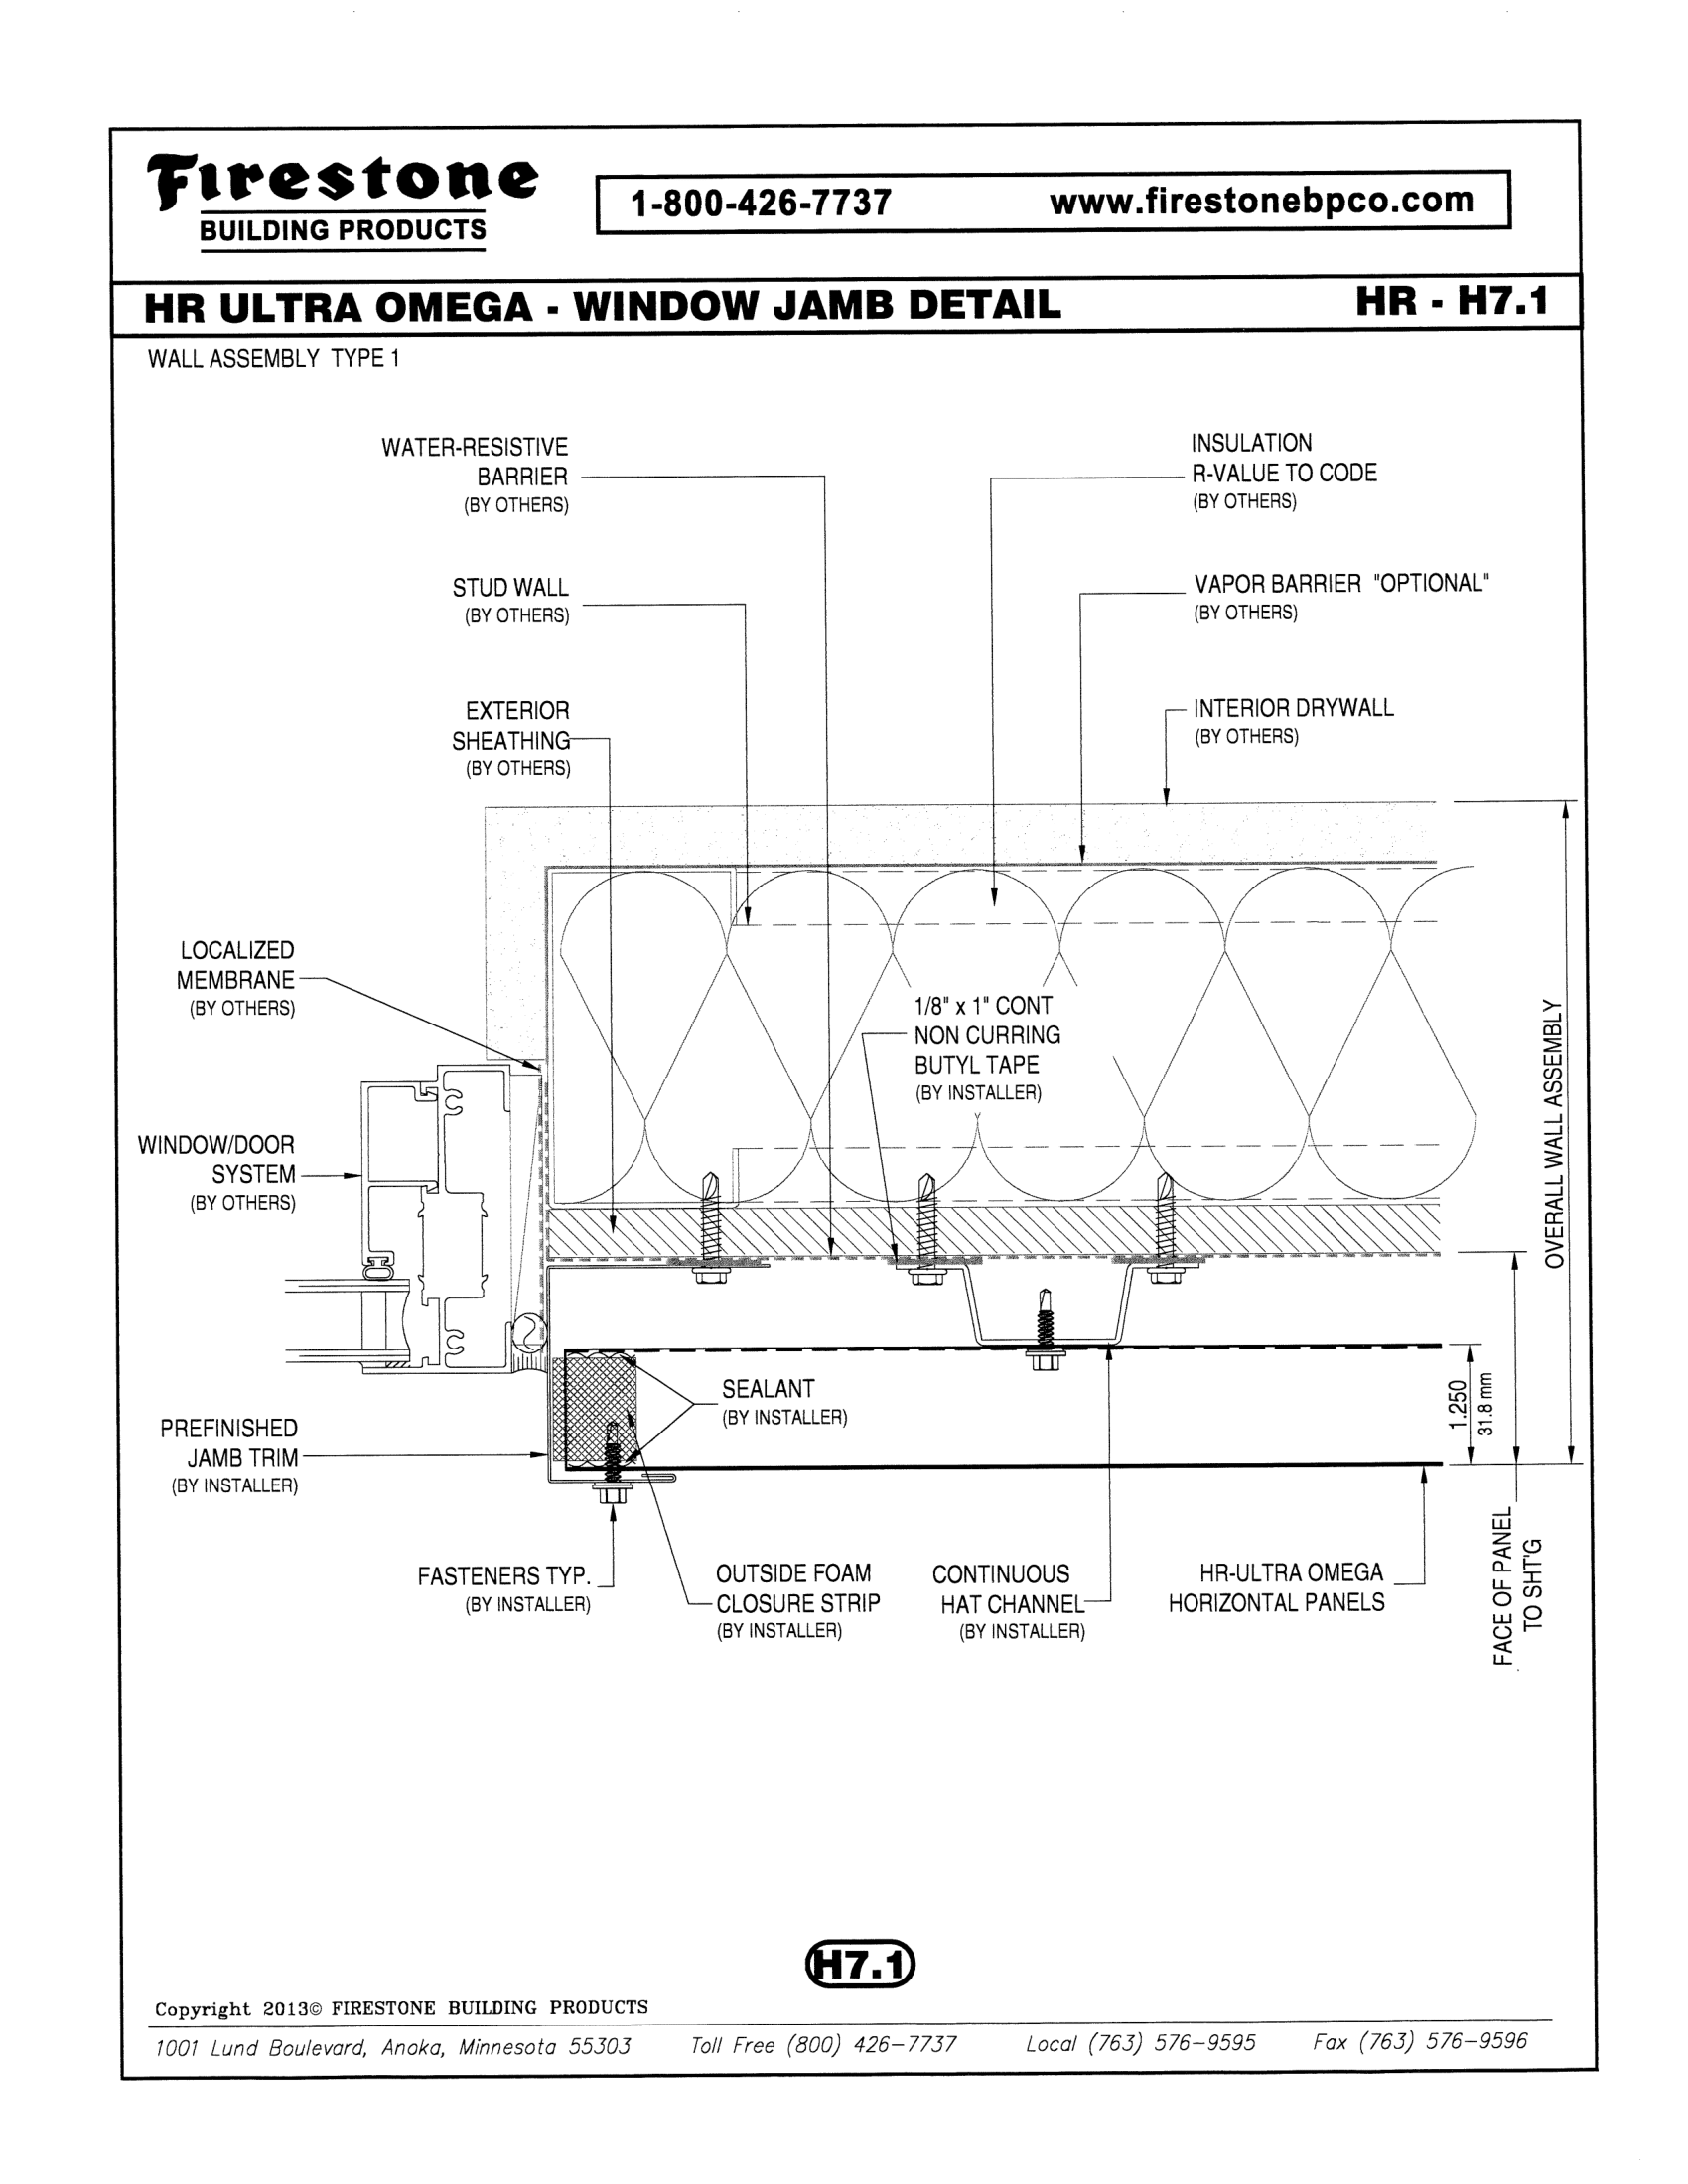 Firestone
BUILDING PRODUCTS
1-800-426-7737 www.firestonebpco.com
HR ULTRA OMEGA - WINDOW JAMB DETAIL HR - H7.1
WALL ASSEMBLY TYPE 1
WATER-RESISTIVE
BARRIER
(BY OTHERS)
INSULATION
R-VALUE TO CODE
(BY OTHERS)
STUD WALL
(BY OTHERS)
VAPOR BARRIER "OPTIONAL"
(BY OTHERS)
EXTERIOR
SHEATHING
(BY OTHERS)
INTERIOR DRYWALL
(BY OTHERS)
LOCALIZED
MEMBRANE
(BY OTHERS)
1/8" x 1" CONT
NON CURRING
BUTYL TAPE
(BY INSTALLER)
OVERALL WALL ASSEMBLY
WINDOW/DOOR
SYSTEM
(BY OTHERS)
SEALANT
(BY INSTALLER)
1.250
31.8 mm
PREFINISHED
JAMB TRIM
(BY INSTALLER)
FASTENERS TYP.
(BY INSTALLER)
OUTSIDE FOAM
CLOSURE STRIP
(BY INSTALLER)
CONTINUOUS
HAT CHANNEL
(BY INSTALLER)
HR-ULTRA OMEGA
HORIZONTAL PANELS
FACE OF PANEL
TO SHT'G
H7.1
Copyright 2013© FIRESTONE BUILDING PRODUCTS
1001 Lund Boulevard, Anoka, Minnesota 55303 Toll Free (800) 426-7737 Local (763) 576-9595 Fax (763) 576-9596